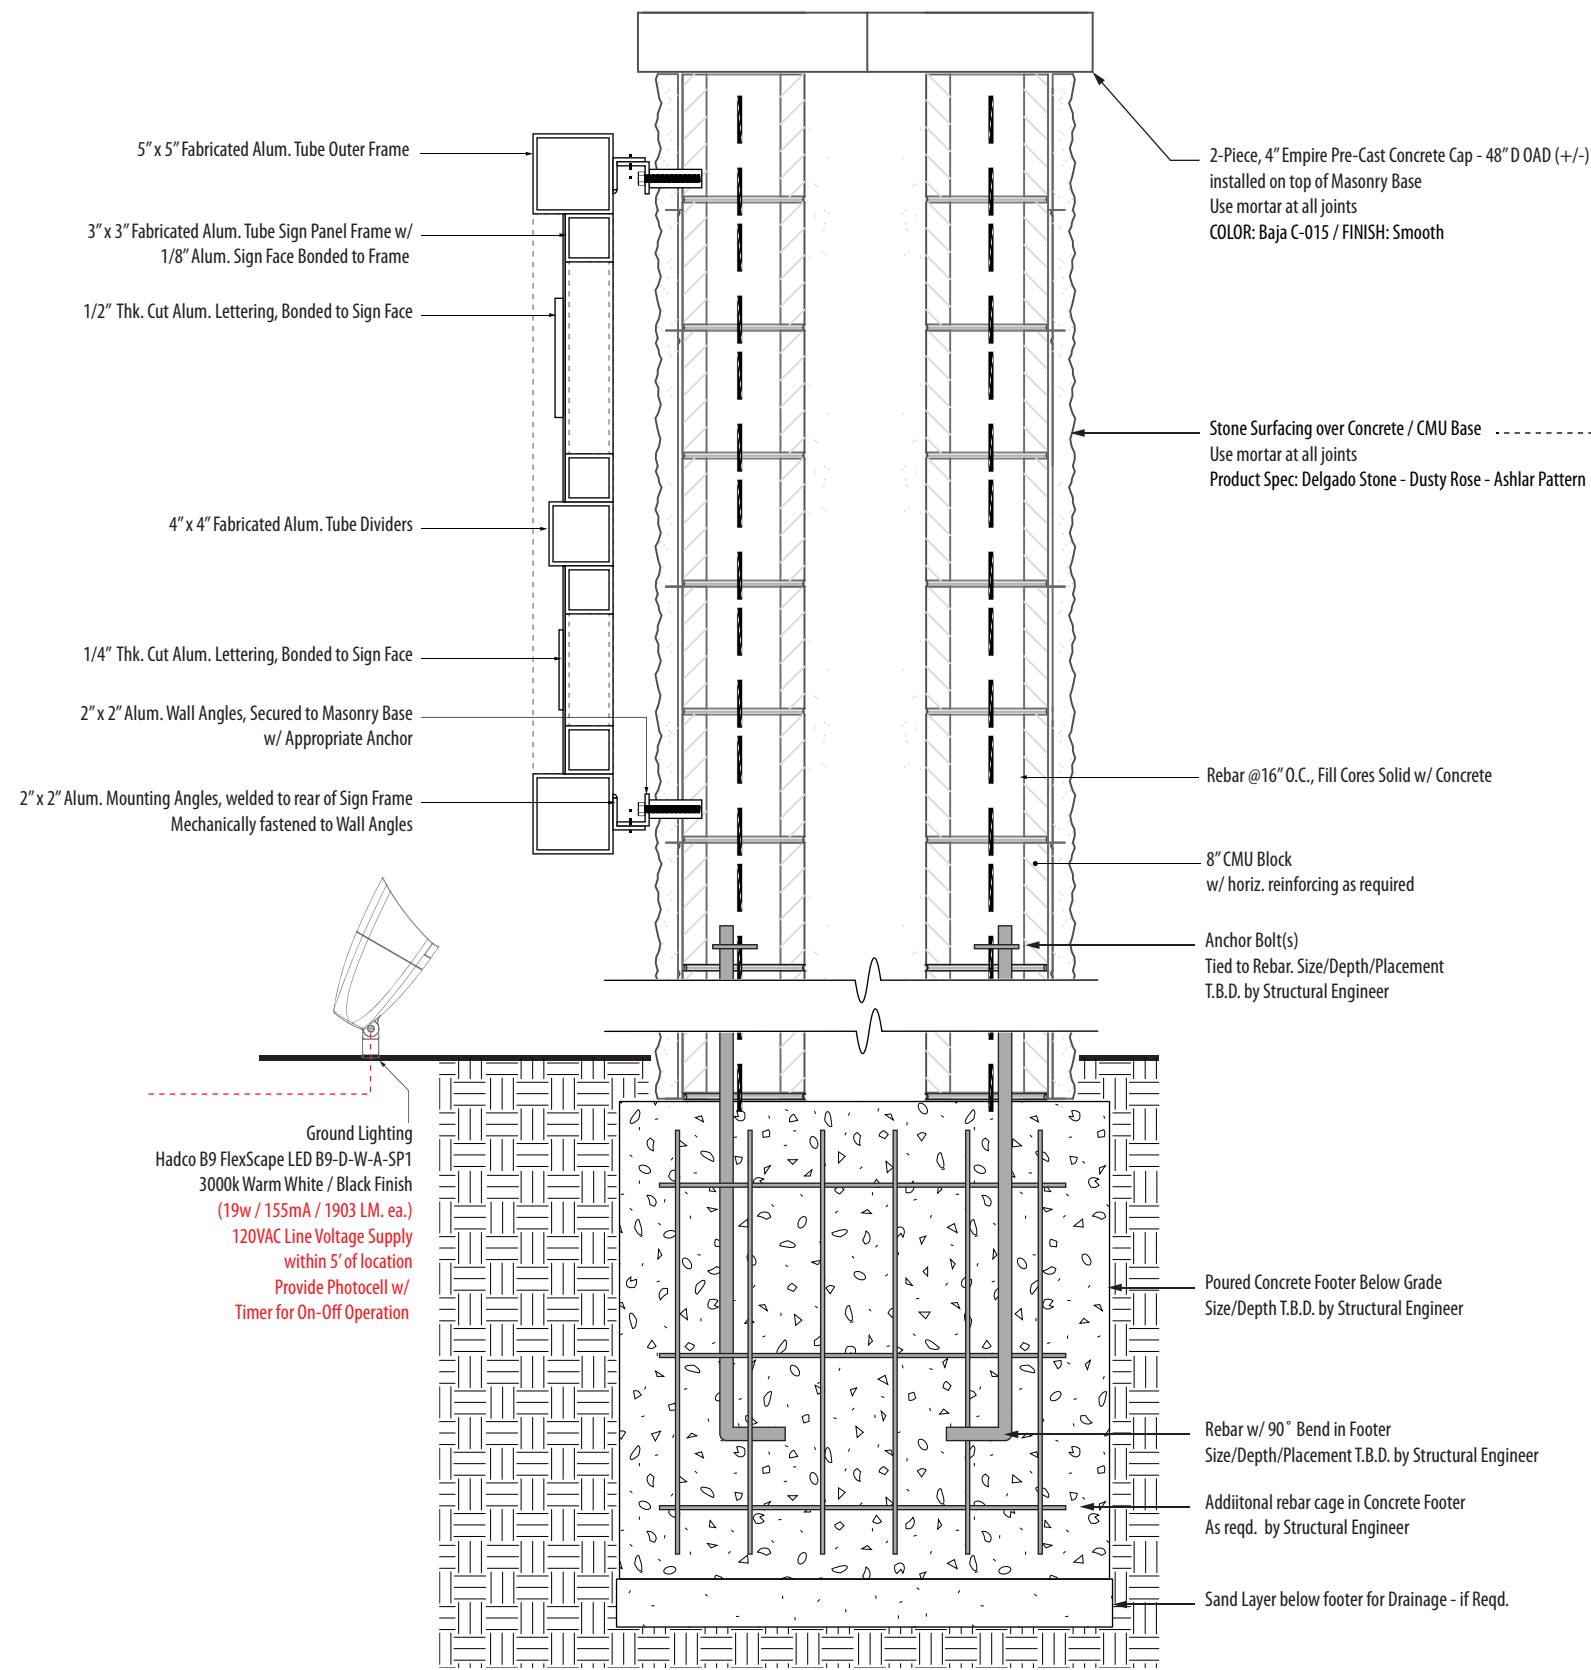 5" x 5" Fabricated Alum. Tube Outer Frame
3" x 3" Fabricated Alum. Tube Sign Panel Frame w/
1/8" Alum. Sign Face Bonded to Frame
1/2" Thk. Cut Alum. Lettering, Bonded to Sign Face
4" x 4" Fabricated Alum. Tube Dividers
1/4" Thk. Cut Alum. Lettering, Bonded to Sign Face
2" x 2" Alum. Wall Angles, Secured to Masonry Base
w/ Appropriate Anchor
2" x 2" Alum. Mounting Angles, welded to rear of Sign Frame
Mechanically fastened to Wall Angles
Ground Lighting
Hadco B9 FlexScape LED B9-D-W-A-SP1
3000k Warm White / Black Finish
(19w / 155mA / 1903 LM. ea.)
120VAC Line Voltage Supply
within 5' of location
Provide Photocell w/
Timer for On-Off Operation
2-Piece, 4" Empire Pre-Cast Concrete Cap - 48" D OAD (+/-)
installed on top of Masonry Base
Use mortar at all joints
COLOR: Baja C-015 / FINISH: Smooth
Stone Surfacing over Concrete / CMU Base
Use mortar at all joints
Product Spec: Delgado Stone - Dusty Rose - Ashlar Pattern
Rebar @16" O.C., Fill Cores Solid w/ Concrete
8" CMU Block
w/ horiz. reinforcing as required
Anchor Bolt(s)
Tied to Rebar. Size/Depth/Placement
T.B.D. by Structural Engineer
Poured Concrete Footer Below Grade
Size/Depth T.B.D. by Structural Engineer
Rebar w/ 90˚ Bend in Footer
Size/Depth/Placement T.B.D. by Structural Engineer
Addiitonal rebar cage in Concrete Footer
As reqd. by Structural Engineer
Sand Layer below footer for Drainage - if Reqd.